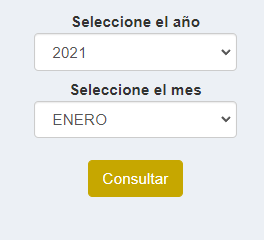 Seleccione el año
2021
Seleccione el mes
ENERO
Consultar